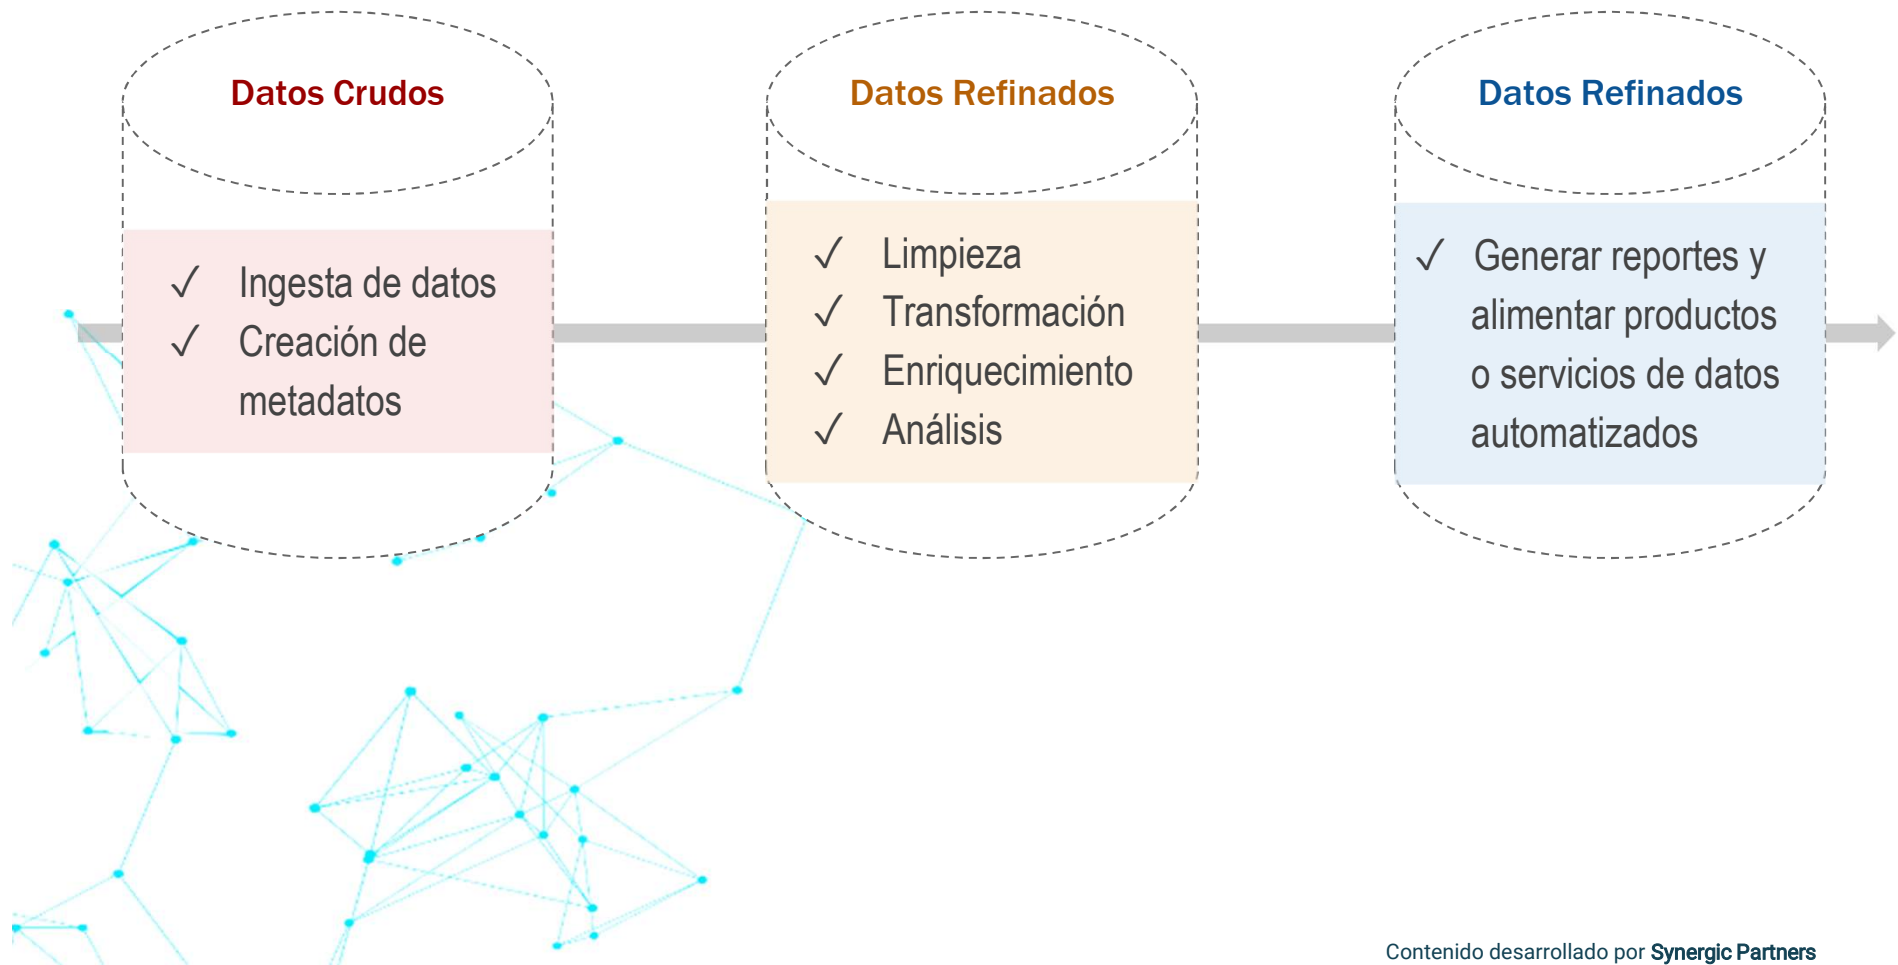 Datos Crudos
✓ Ingesta de datos
✓ Creación de
metadatos
Datos Refinados
✓ Limpieza
✓ Transformación
✓ Enriquecimiento
✓ Análisis
Datos Refinados
✓ Generar reportes y
alimentar productos
o servicios de datos
automatizados
Contenido desarrollado por Synergic Partners